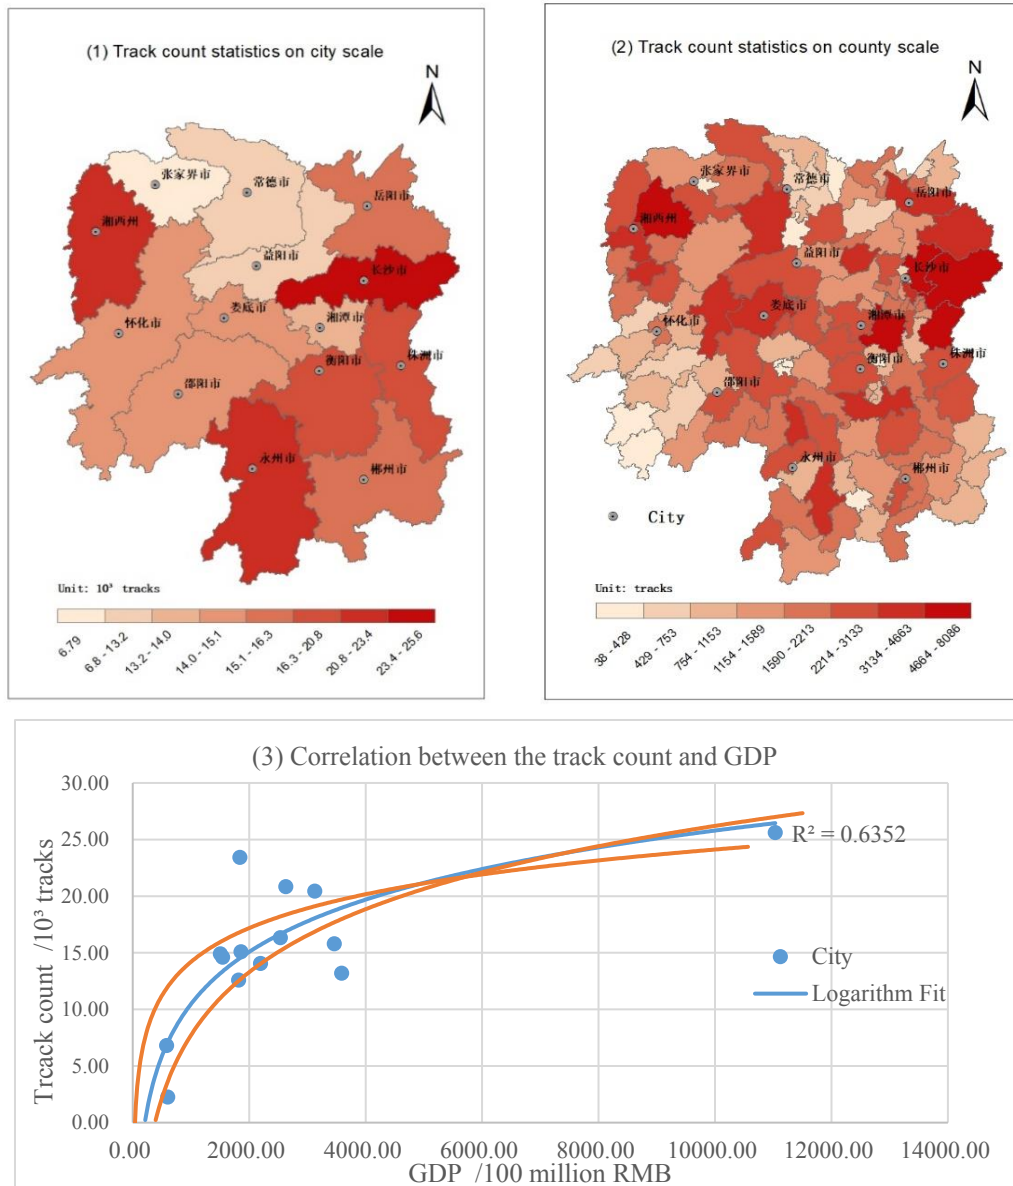 (1) Track count statistics on city scale
N
张家界市
常德市
岳阳市
湘西州
益阳市
长沙市
怀化市
娄底市
湘潭市
株洲市
衡阳市
邵阳市
永州市
郴州市
Unit: 10³ tracks
6.79
6.8 - 13.2
13.2 - 14.0
14.0 - 15.1
15.1 - 16.3
16.3 - 20.8
20.8 - 23.4
23.4 - 25.6
(2) Track count statistics on county scale
N
张家界市
常德市
岳阳市
湘西州
益阳市
长沙市
怀化市
娄底市
湘潭市
株洲市
衡阳市
邵阳市
永州市
郴州市
City
Unit: tracks
38 - 428
429 - 753
754 - 1153
1154 - 1589
1590 - 2213
2214 - 3133
3134 - 4663
4664 - 8086
(3) Correlation between the track count and GDP
30.00
25.00
20.00
15.00
10.00
5.00
0.00
Trcack count /10³ tracks
R² = 0.6352
City
Logarithm Fit
0.00 2000.00 4000.00 6000.00 8000.00 10000.00 12000.00 14000.00
GDP /100 million RMB